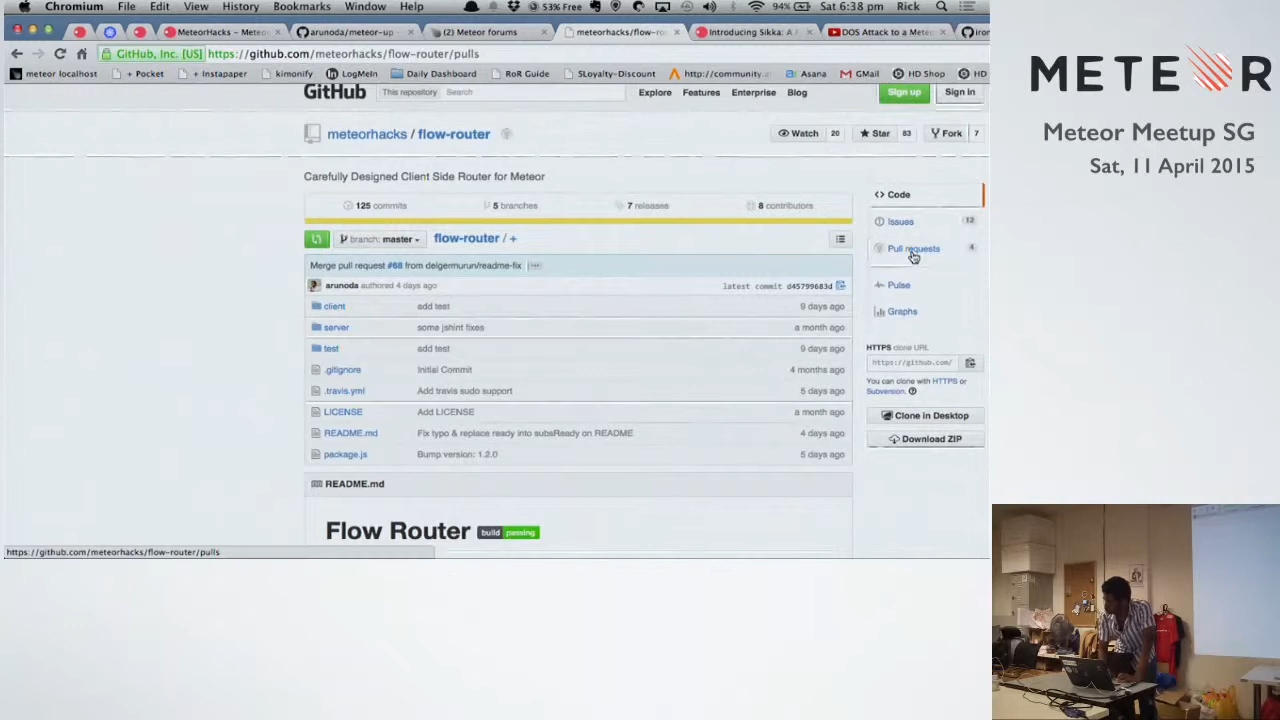 Chromium File Edit View History Bookmarks Window Help 53% Free 94% Sat 6:38 pm Rick
MeteorHacks - Meteo arunoda/meteor-up (2) Meteor forums meteorhacks/flow-ro Introducing Sikka: A DOS Attack to a Mete iron
GitHub, Inc. [US] https://github.com/meteorhacks/flow-router/pulls
meteor localhost + Pocket + Instapaper kimonify LogMeIn Daily Dashboard RoR Guide SLoyalty-Discount http://community.a Asana GMail HD Shop HD
GitHub This repository Search Explore Features Enterprise Blog Sign up Sign in
meteorhacks / flow-router Watch 20 Star 83 Fork 7
Carefully Designed Client Side Router for Meteor
125 commits 5 branches 7 releases 8 contributors
branch: master flow-router / +
Merge pull request #68 from delgermurun/readme-fix
arunoda authored 4 days ago latest commit d45799683d
client add test 9 days ago
server some jshint fixes a month ago
test add test 9 days ago
.gitignore Initial Commit 4 months ago
.travis.yml Add travis sudo support 5 days ago
LICENSE Add LICENSE a month ago
README.md Fix typo & replace ready into subsReady on README 4 days ago
package.js Bump version: 1.2.0 5 days ago
README.md
Flow Router build passing
Code
Issues 12
Pull requests 4
Pulse
Graphs
HTTPS clone URL
https://github.com/
You can clone with HTTPS or
Subversion.
Clone in Desktop
Download ZIP
https://github.com/meteorhacks/flow-router/pulls
METEOR
Meteor Meetup SG
Sat, 11 April 2015